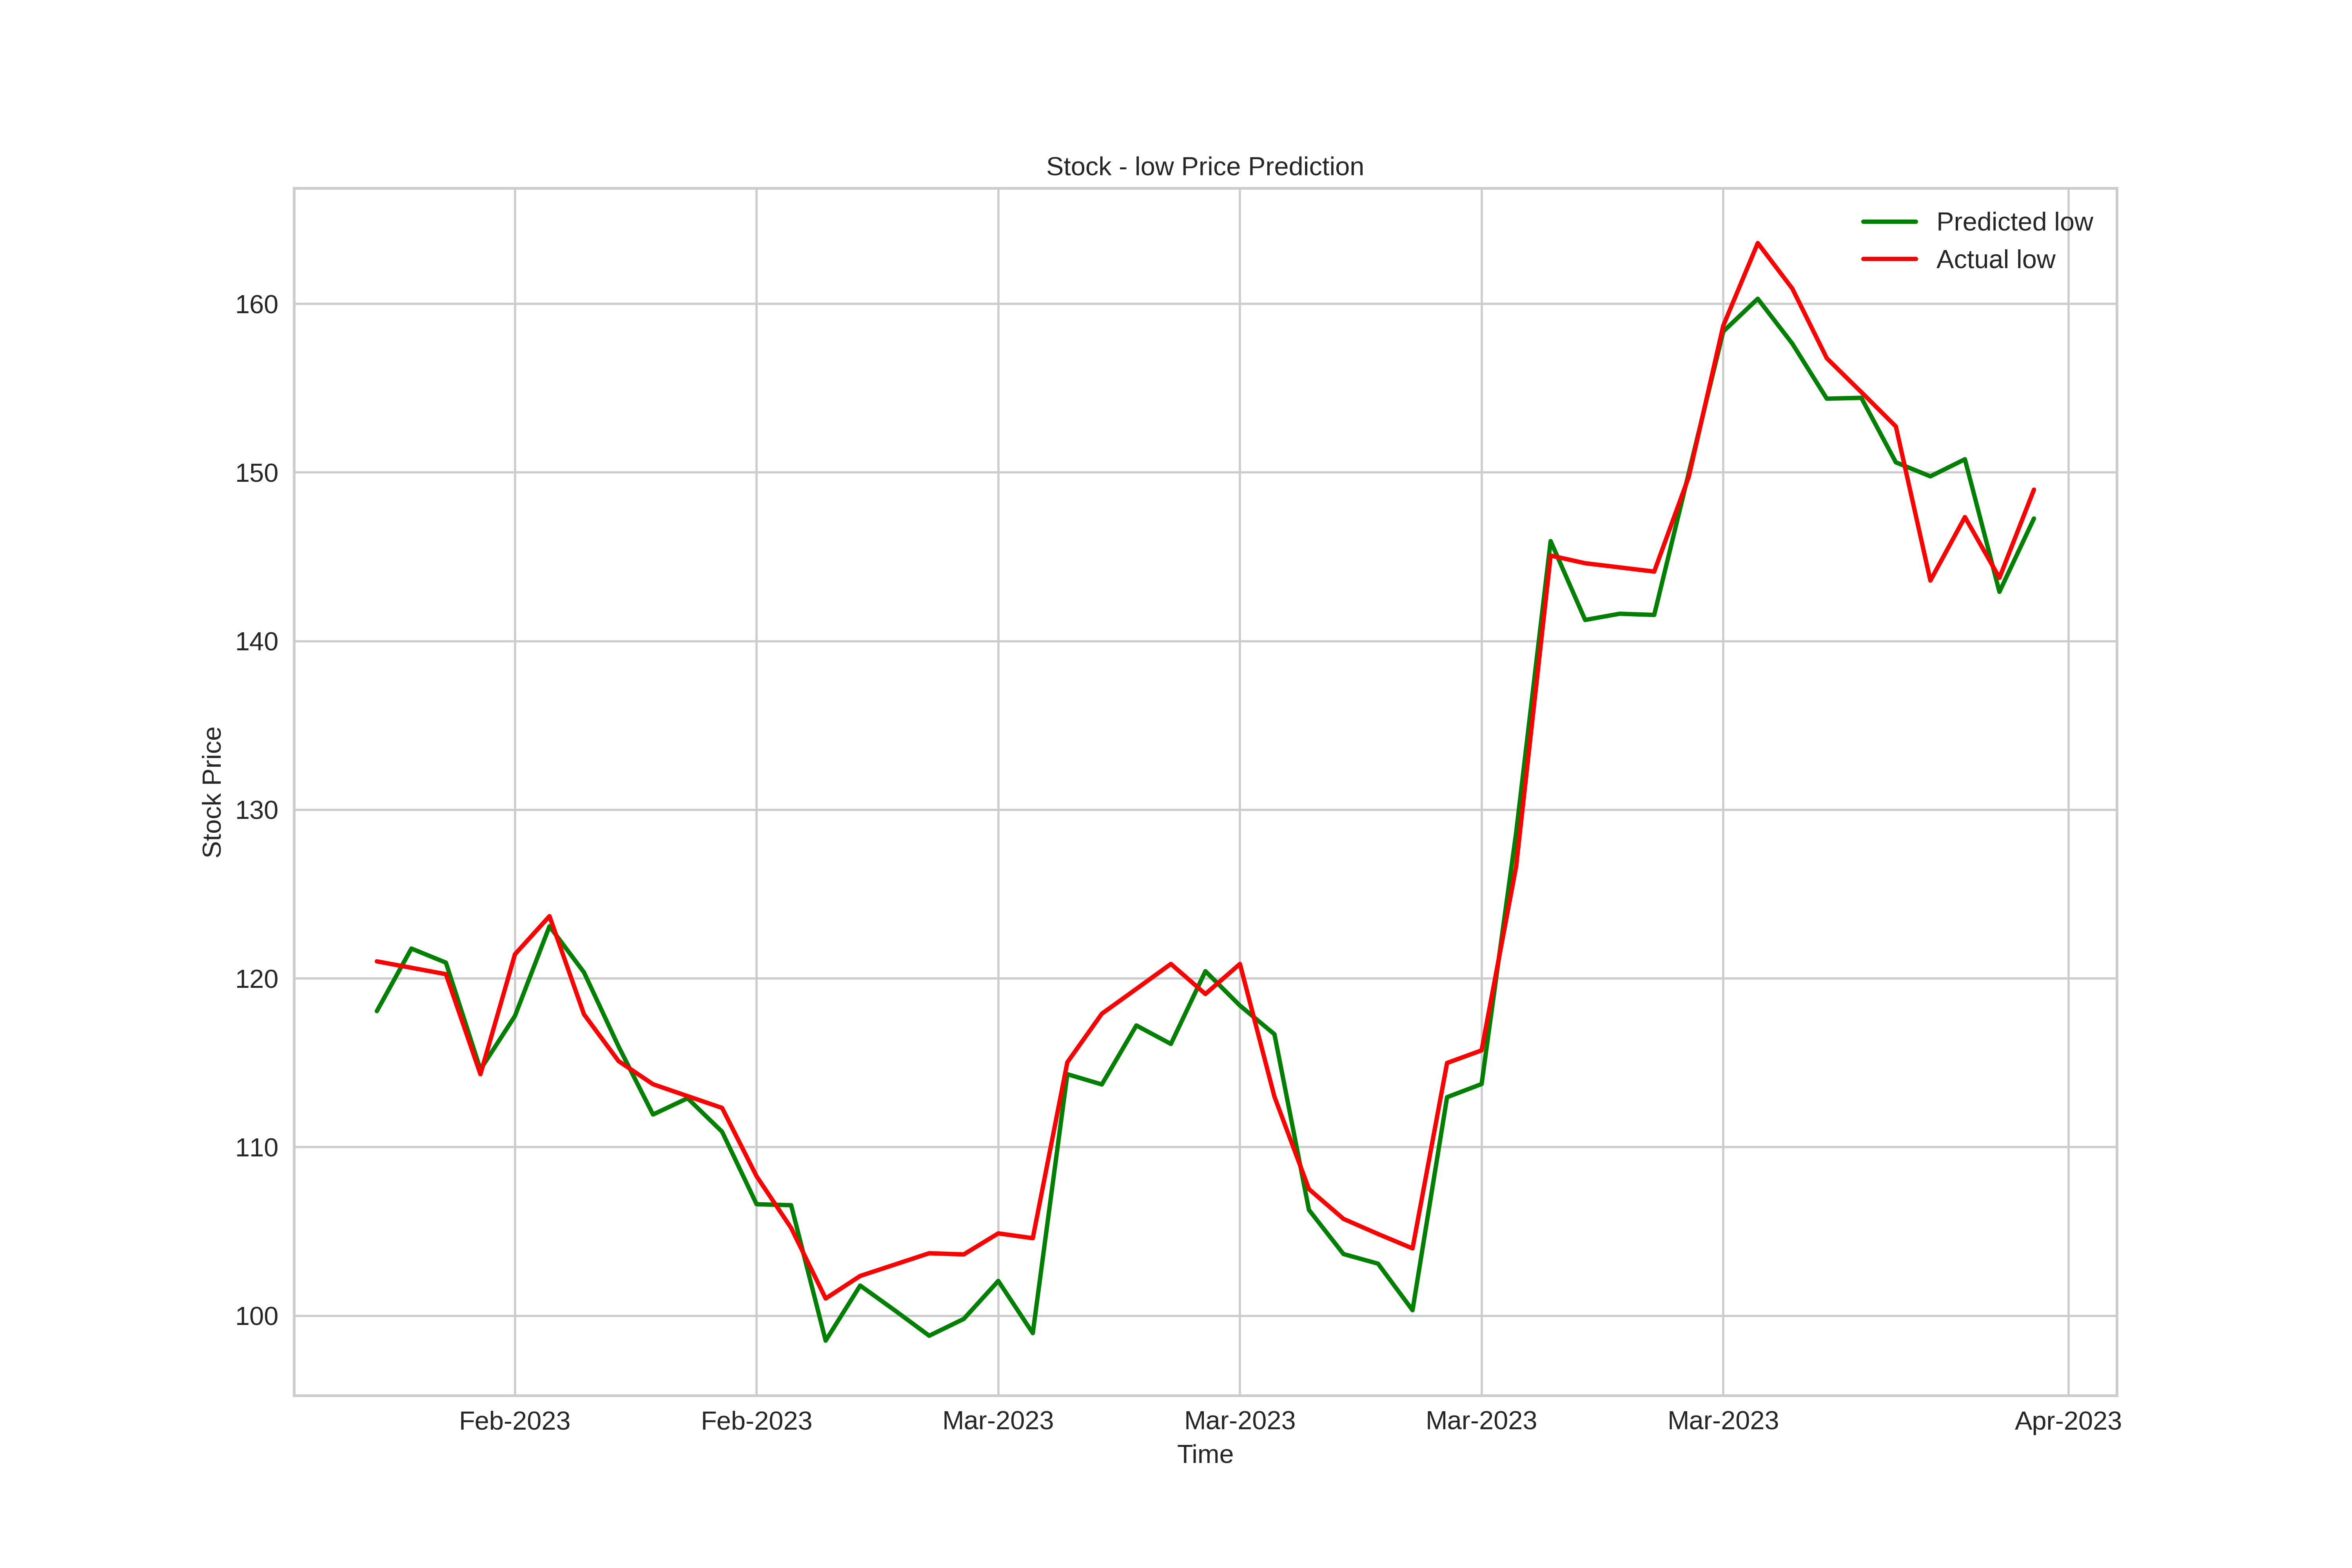 Stock - low Price Prediction
Predicted low
Actual low
160
150
140
130
120
110
100
Stock Price
Feb-2023 Feb-2023 Mar-2023 Mar-2023 Mar-2023 Mar-2023 Apr-2023
Time